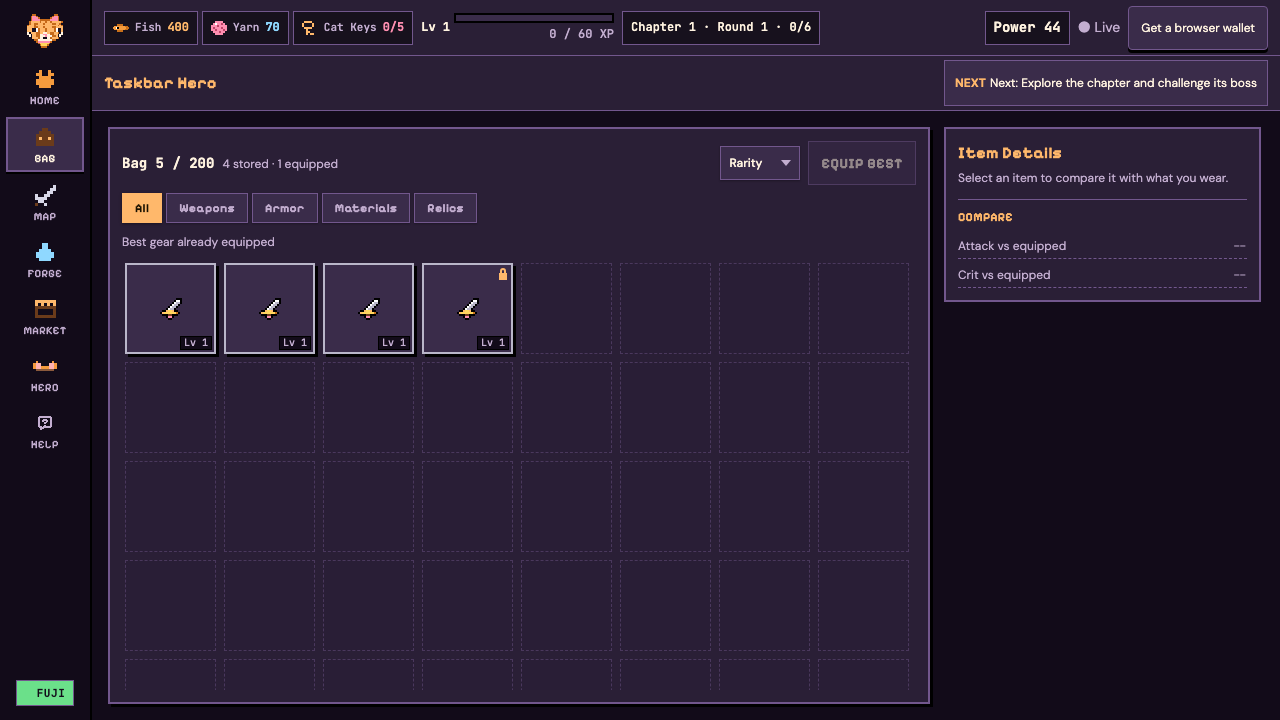 Fish 400
Yarn 70
Cat Keys 0/5
Lv 1
0 / 60 XP
Chapter 1 · Round 1 · 0/6
Power 44
Live
Get a browser wallet
HOME
BAG
MAP
FORGE
MARKET
HERO
HELP
FUJI
Taskbar Hero
NEXT Next: Explore the chapter and challenge its boss
Bag 5 / 200 4 stored · 1 equipped
Rarity
EQUIP BEST
All
Weapons
Armor
Materials
Relics
Best gear already equipped
Lv 1
Lv 1
Lv 1
Lv 1
Item Details
Select an item to compare it with what you wear.
COMPARE
Attack vs equipped --
Crit vs equipped --